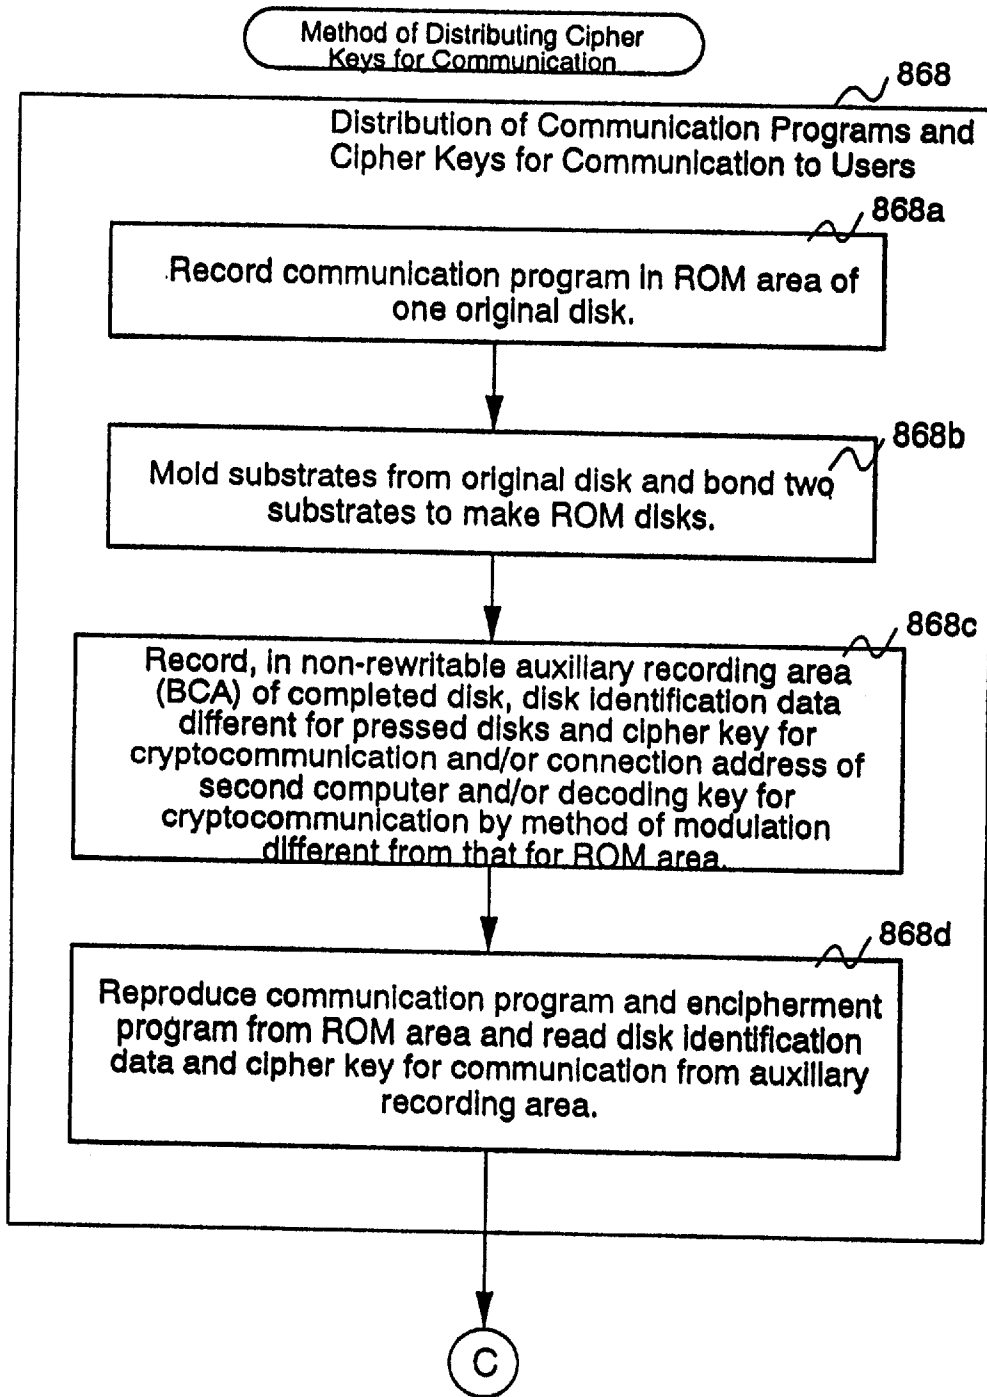 Method of Distributing Cipher
Keys for Communication
868
Distribution of Communication Programs and
Cipher Keys for Communication to Users
868a
Record communication program in ROM area of
one original disk.
868b
Mold substrates from original disk and bond two
substrates to make ROM disks.
868c
Record, in non-rewritable auxiliary recording area
(BCA) of completed disk, disk identification data
different for pressed disks and cipher key for
cryptocommunication and/or connection address of
second computer and/or decoding key for
cryptocommunication by method of modulation
different from that for ROM area.
868d
Reproduce communication program and encipherment
program from ROM area and read disk identification
data and cipher key for communication from auxiliary
recording area.
C